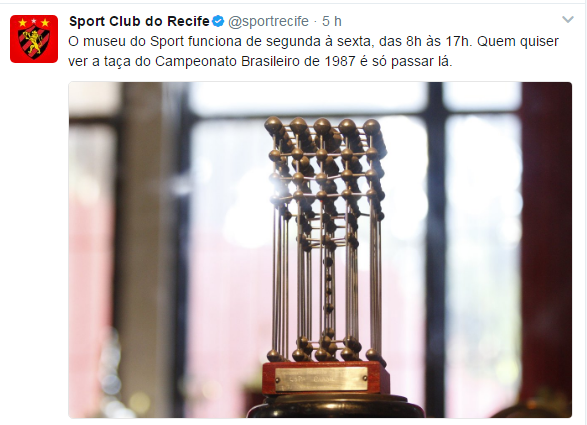 Sport Club do Recife @sportrecife · 5 h
O museu do Sport funciona de segunda à sexta, das 8h às 17h. Quem quiser
ver a taça do Campeonato Brasileiro de 1987 é só passar lá.